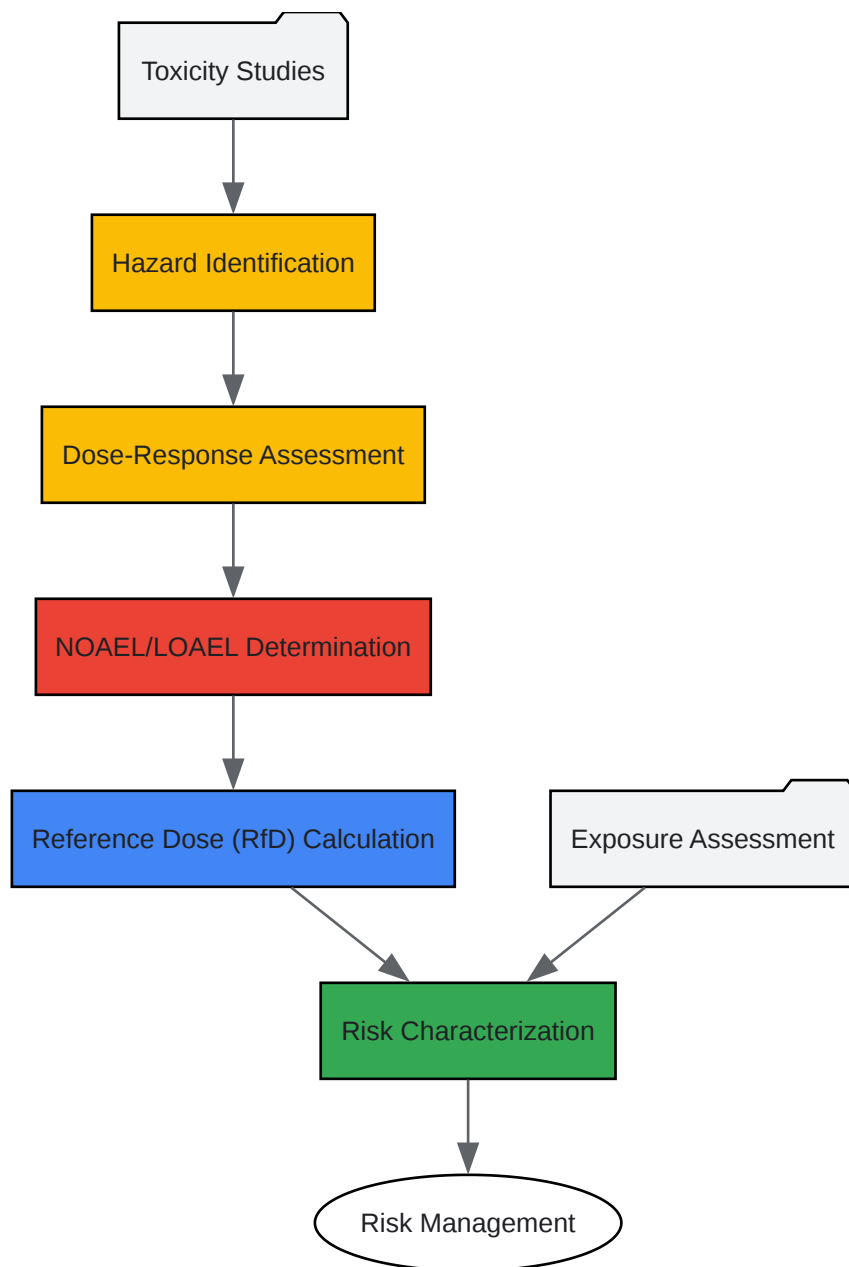 Toxicity Studies
Hazard Identification
Dose-Response Assessment
NOAEL/LOAEL Determination
Reference Dose (RfD) Calculation
Exposure Assessment
Risk Characterization
Risk Management